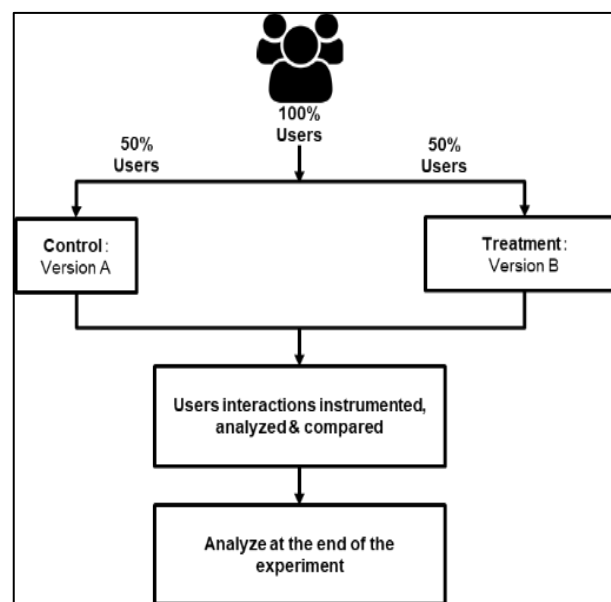 100%
Users
50%
Users
50%
Users
Control:
Version A
Treatment:
Version B
Users interactions instrumented,
analyzed & compared
Analyze at the end of the
experiment